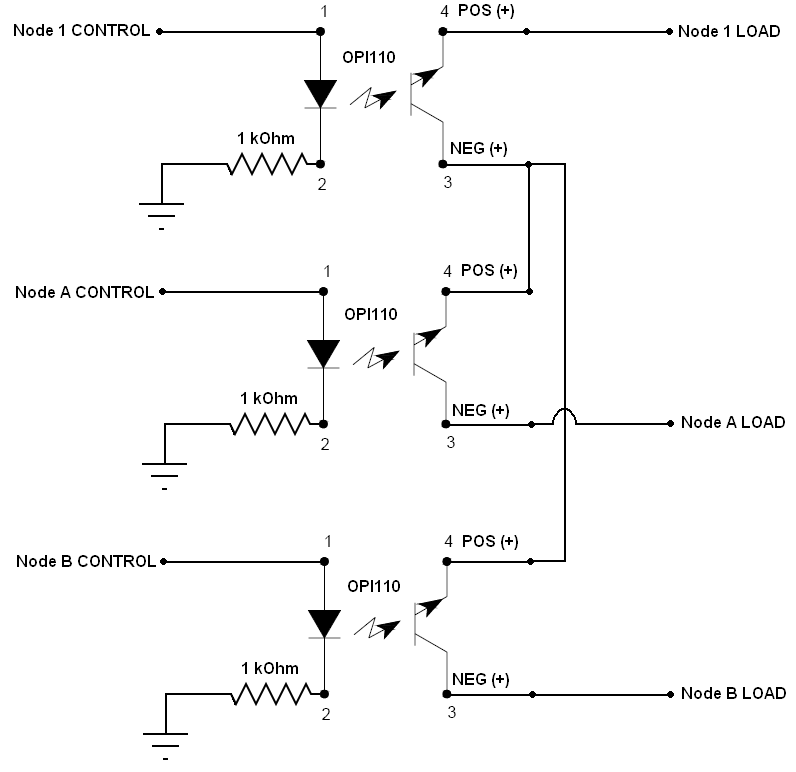 1
4 POS (+)
Node 1 CONTROL
Node 1 LOAD
OPI110
1 kOhm
NEG (+)
2
3
1
4 POS (+)
Node A CONTROL
OPI110
1 kOhm
NEG (+)
Node A LOAD
2
3
1
4 POS (+)
Node B CONTROL
OPI110
1 kOhm
NEG (+)
Node B LOAD
2
3